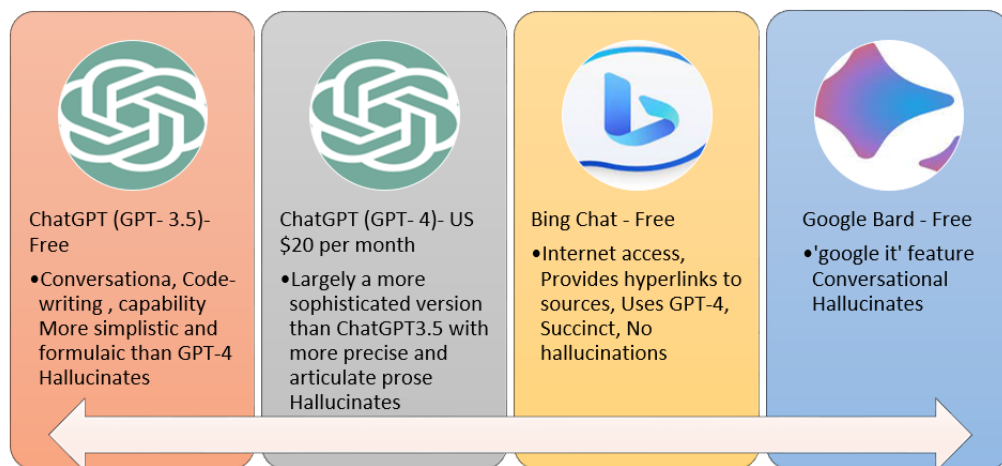 ChatGPT (GPT- 3.5)-
Free
•Conversationa, Code-
writing , capability
More simplistic and
formulaic than GPT-4
Hallucinates
ChatGPT (GPT- 4)- US
$20 per month
•Largely a more
sophisticated version
than ChatGPT3.5 with
more precise and
articulate prose
Hallucinates
Bing Chat - Free
•Internet access,
Provides hyperlinks to
sources, Uses GPT-4,
Succinct, No
hallucinations
Google Bard - Free
•'google it' feature
Conversational
Hallucinates